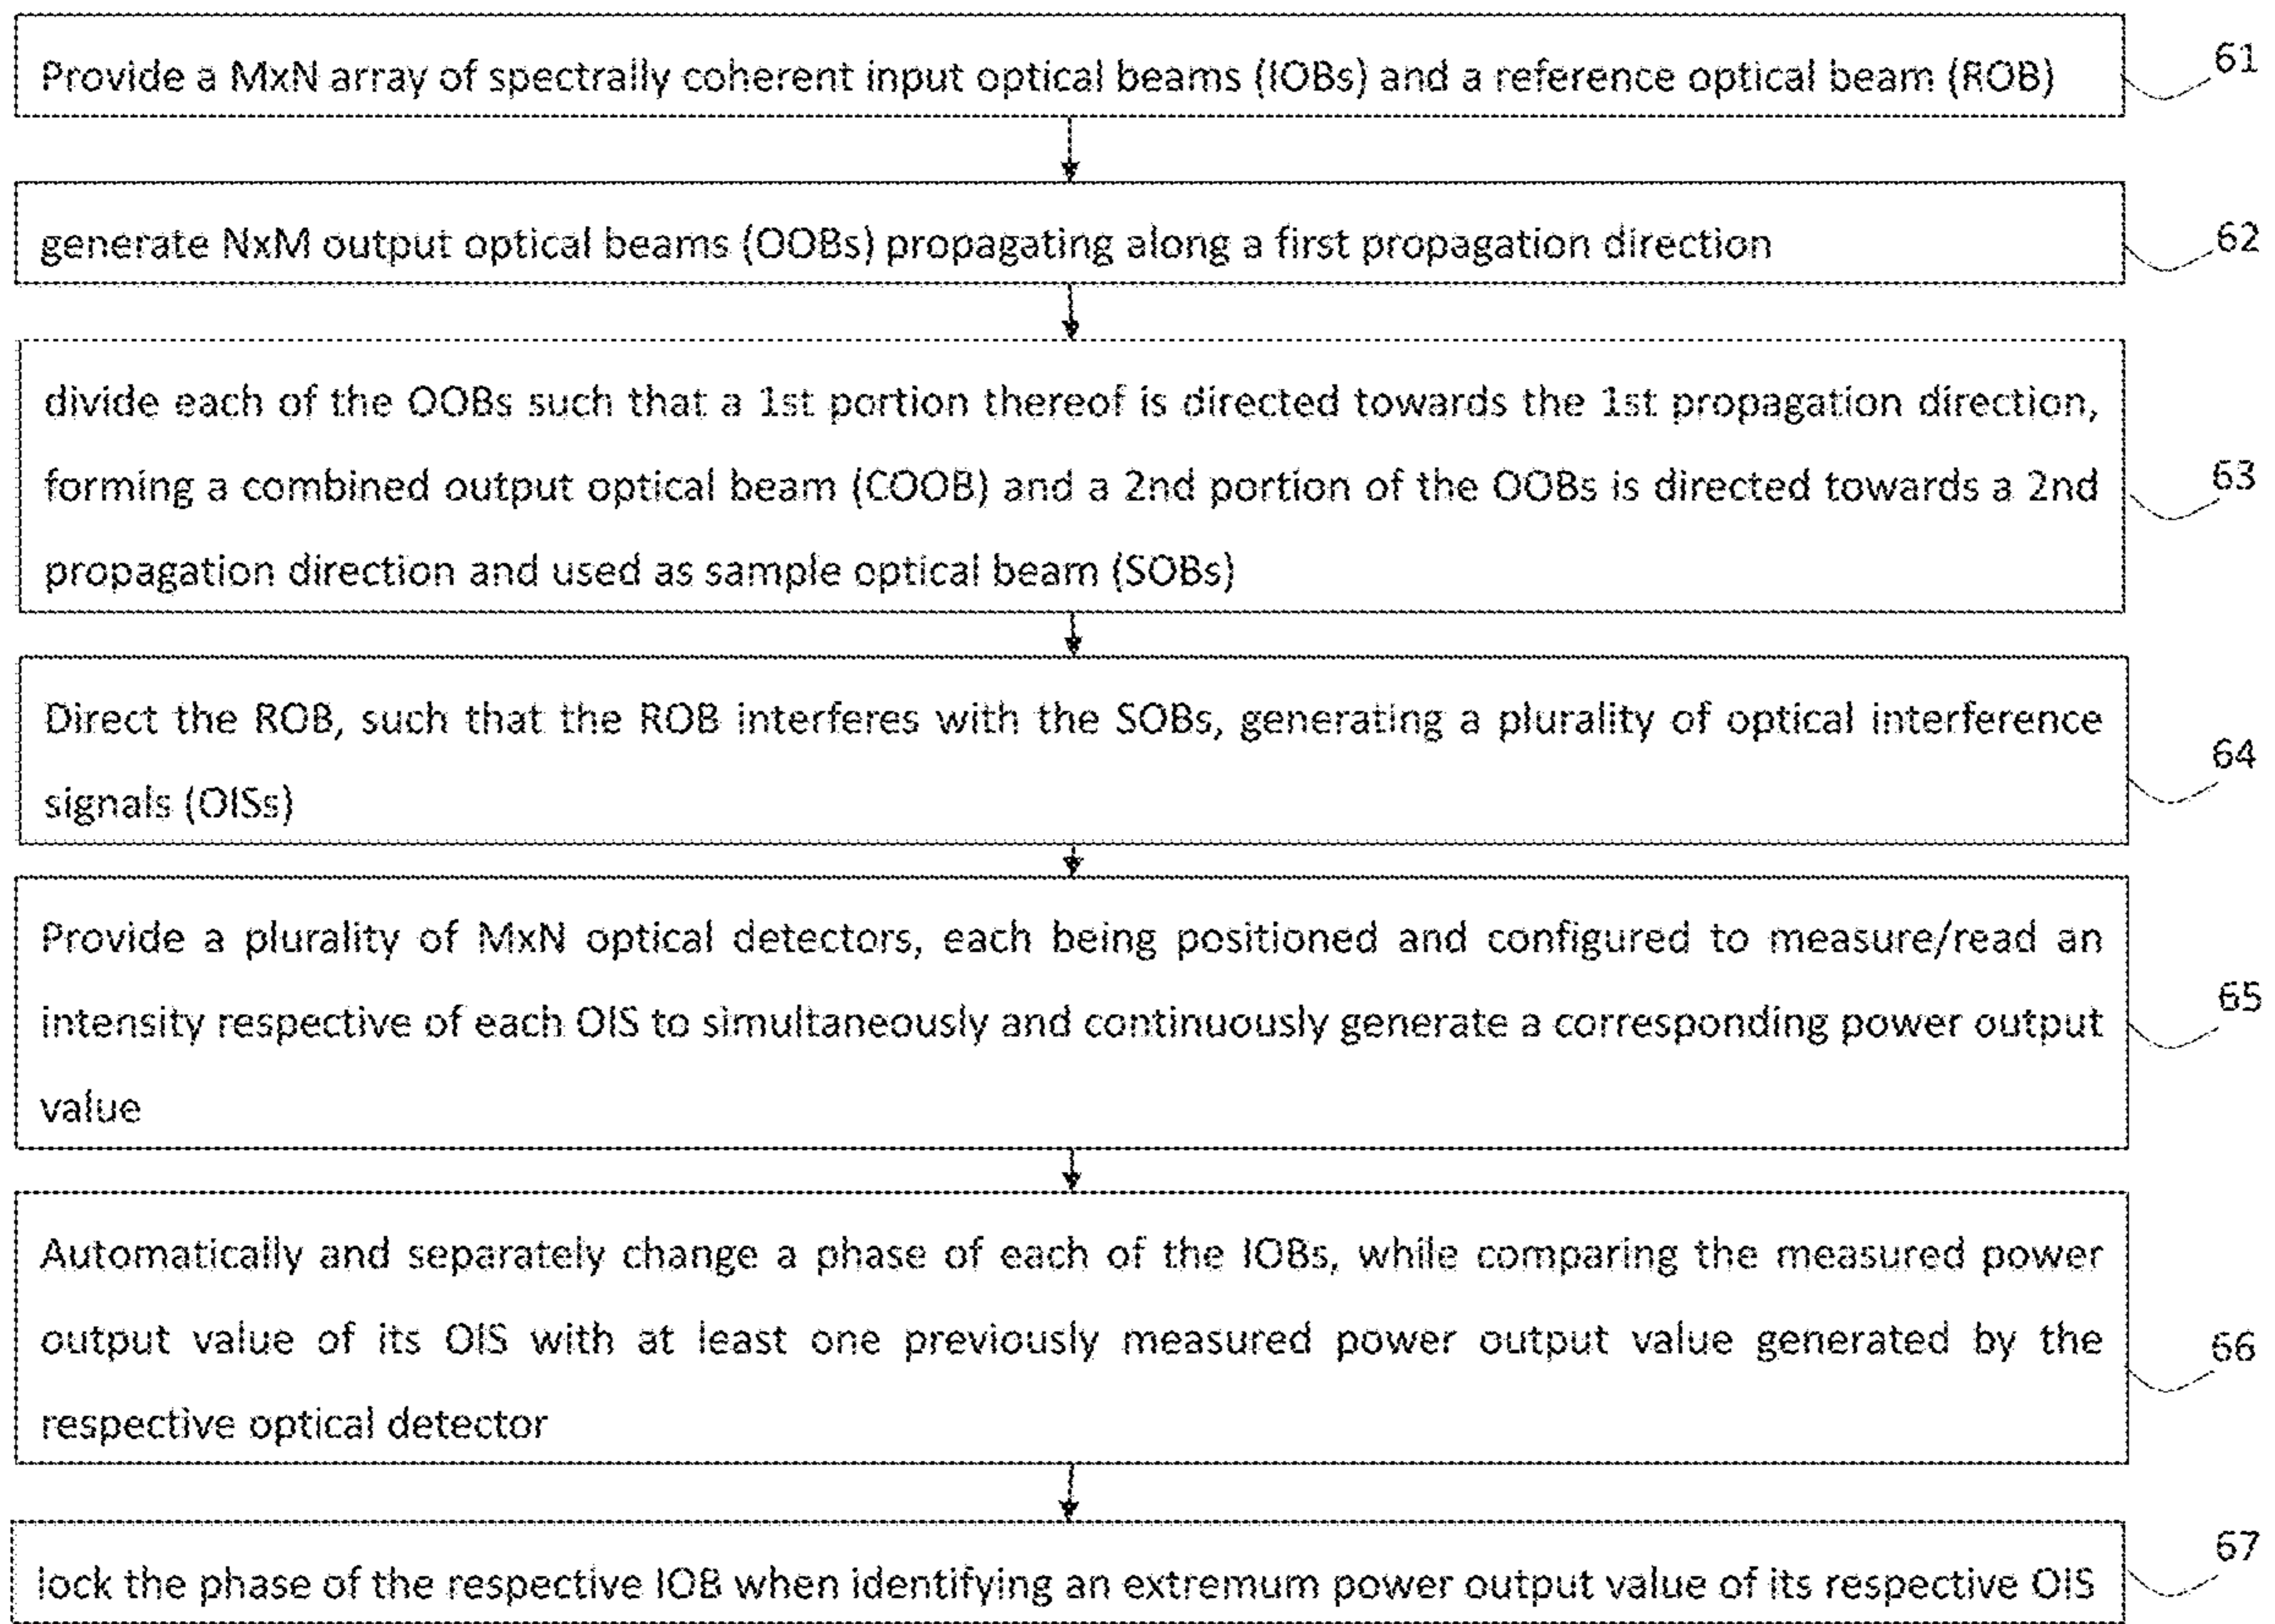 Provide a MxN array of spectrally coherent input optical beams (IOBs) and a reference optical beam (ROB)
61
generate NxM output optical beams (OOBs) propagating along a first propagation direction
62
divide each of the OOBs such that a 1st portion thereof is directed towards the 1st propagation direction,
forming a combined output optical beam (COOB) and a 2nd portion of the OOBs is directed towards a 2nd
63
propagation direction and used as sample optical beam (SOBs)
Direct the ROB, such that the ROB interferes with the SOBs, generating a plurality of optical interference
64
signals (OISs)
Provide a plurality of MxN optical detectors, each being positioned and configured to measure/read an
intensity respective of each OIS to simultaneously and continuously generate a corresponding power output
65
value
Automatically and separately change a phase of each of the IOBs, while comparing the measured power
output value of its OIS with at least one previously measured power output value generated by the
66
respective optical detector
lock the phase of the respective IOB when identifying an extremum power output value of its respective OIS
67